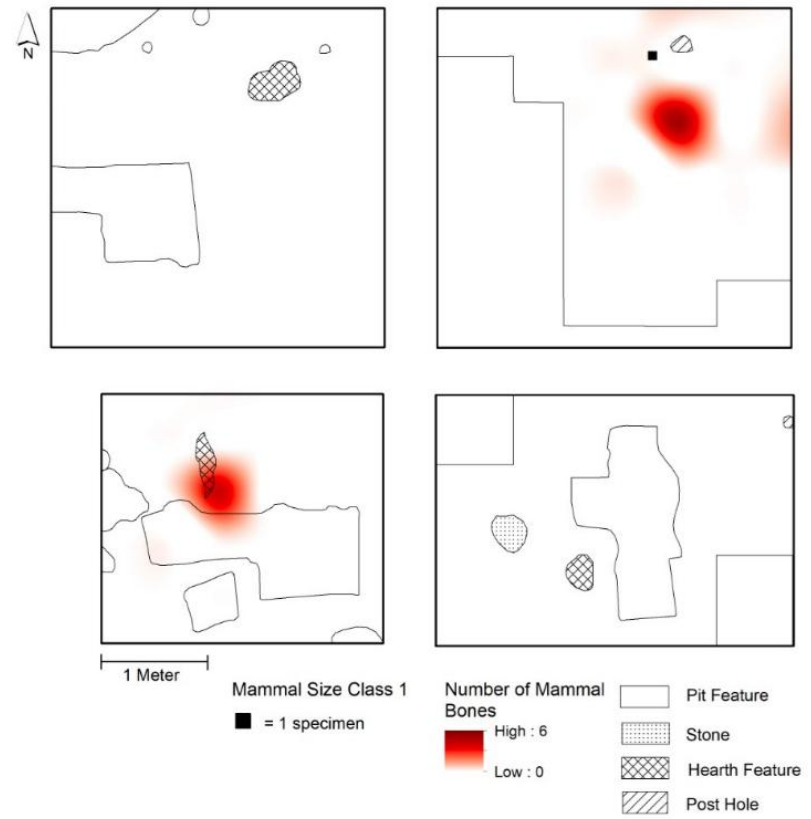 N
1 Meter
Mammal Size Class 1
= 1 specimen
Number of Mammal
Bones
High : 6
Low : 0
Pit Feature
Stone
Hearth Feature
Post Hole